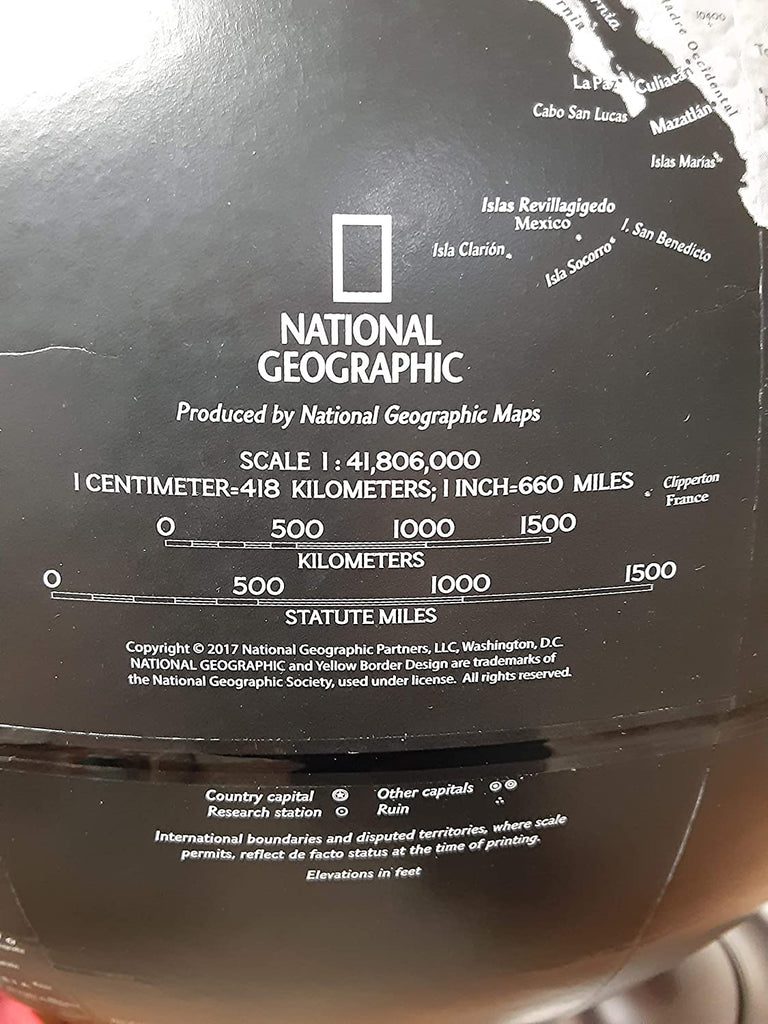 10400
Madre Occidental
La Paz
Culiacán
Cabo San Lucas
Mazatlán
Islas Marías
Islas Revillagigedo
Mexico
I. San Benedicto
Isla Clarión
Isla Socorro
NATIONAL
GEOGRAPHIC
Produced by National Geographic Maps
SCALE 1 : 41,806,000
1 CENTIMETER=418 KILOMETERS; 1 INCH=660 MILES
Clipperton
France
0 500 1000 1500
KILOMETERS
0 500 1000 1500
STATUTE MILES
Copyright © 2017 National Geographic Partners, LLC, Washington, D.C.
NATIONAL GEOGRAPHIC and Yellow Border Design are trademarks of
the National Geographic Society, used under license. All rights reserved.
Country capital Other capitals
Research station Ruin
International boundaries and disputed territories, where scale
permits, reflect de facto status at the time of printing.
Elevations in feet